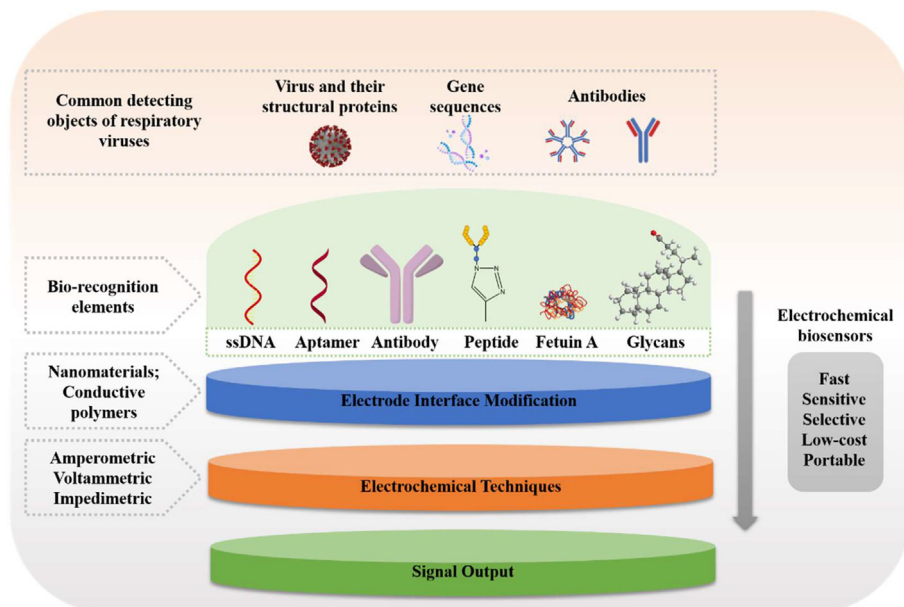 Common detecting
objects of respiratory
viruses
Virus and their
structural proteins
Gene
sequences
Antibodies
Bio-recognition
elements
N
N
N
ssDNA
Aptamer
Antibody
Peptide
Fetuin A
Glycans
Nanomaterials;
Conductive
polymers
Electrode Interface Modification
Amperometric
Voltammetric
Impedimetric
Electrochemical Techniques
Signal Output
Electrochemical
biosensors
Fast
Sensitive
Selective
Low-cost
Portable